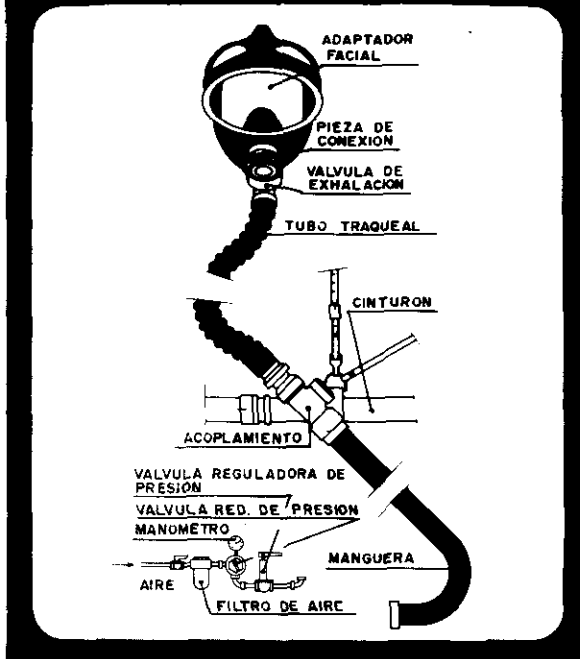 ADAPTADOR
FACIAL
PIEZA DE
CONEXION
VALVULA DE
EXHALACION
TUBO TRAQUEAL
CINTURON
ACOPLAMIENTO
VALVULA REGULADORA DE
PRESION
VALVULA RED. DE PRESION
MANOMETRO
MANGUERA
AIRE
FILTRO DE AIRE